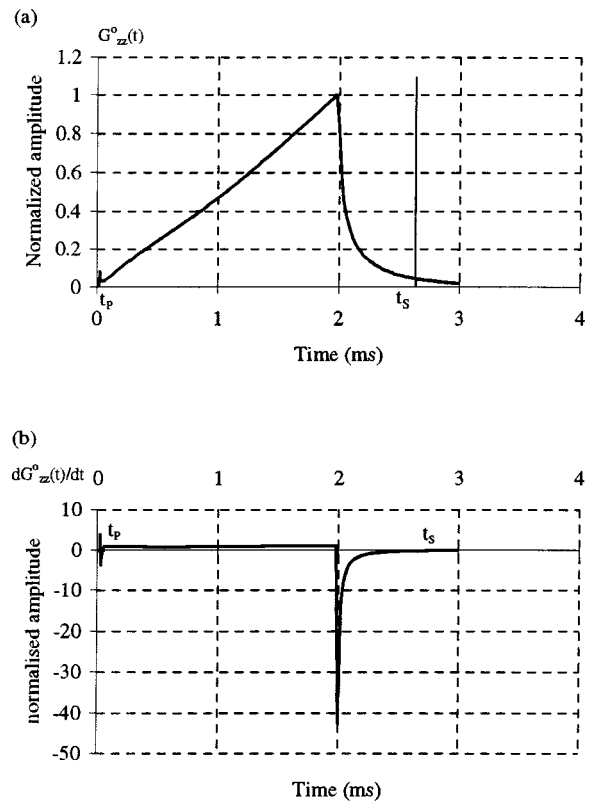 (a)
G°zz(t)
1.2
1
0.8
0.6
0.4
0.2
0
Normalized amplitude
tP
tS
0 1 2 3 4
Time (ms)
(b)
dG°zz(t)/dt
0 1 2 3 4
10
0
-10
-20
-30
-40
-50
normalised amplitude
tP
tS
Time (ms)